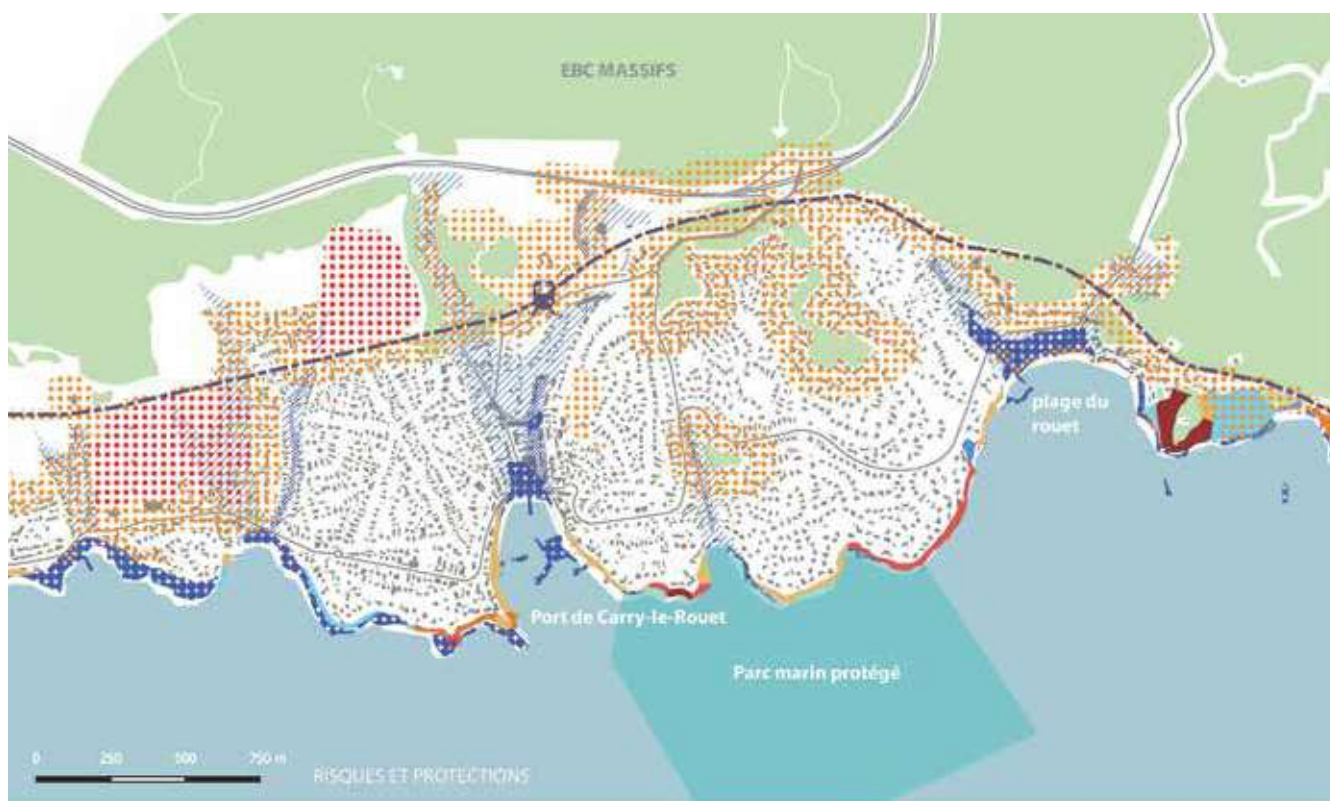 EBC MASSIFS
plage du
rouet
Port de Carry-le-Rouet
Parc marin protégé
0 250 500 750 m
RISQUES ET PROTECTIONS